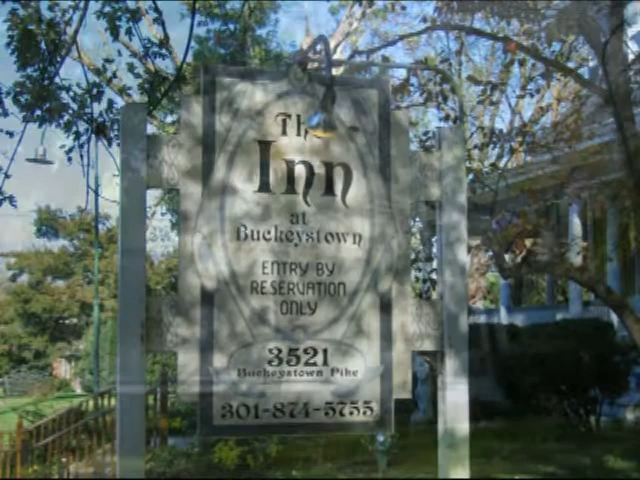 The
Inn
at
Buckeystown
ENTRY BY
RESERVATION
ONLY
3521
Buckeystown Pike
301-874-5755